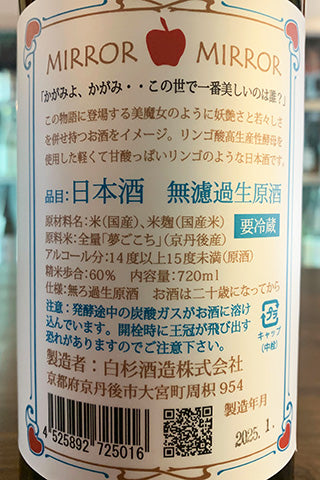 MIRROR MIRROR
「かがみよ、かがみ・・この世で一番美しいのは誰?」
この物語に登場する美魔女のように妖艶さと若々しさ
を併せ持つお酒をイメージ。リンゴ酸高生産性酵母を
使用した軽くて甘酸っぱいリンゴのような日本酒です。
品目:日本酒 無濾過生原酒
原材料名:米(国産)、米麹(国産米)
要冷蔵
原料米:全量「夢ごこち」(京丹後産)
アルコール分:14度以上15度未満(原酒)
精米歩合:60% 内容量:720ml
仕様:無ろ過生原酒 お酒は二十歳になってから
注意:発酵途中の炭酸ガスがお酒に溶け
込んでいます。開栓時に王冠が飛び出す
恐れがありますのでご注意下さい。
プラ
キャップ
(中栓)
製造者:白杉酒造株式会社
京都府京丹後市大宮町周枳 954
4 525892 725016
製造年月
2025.1.